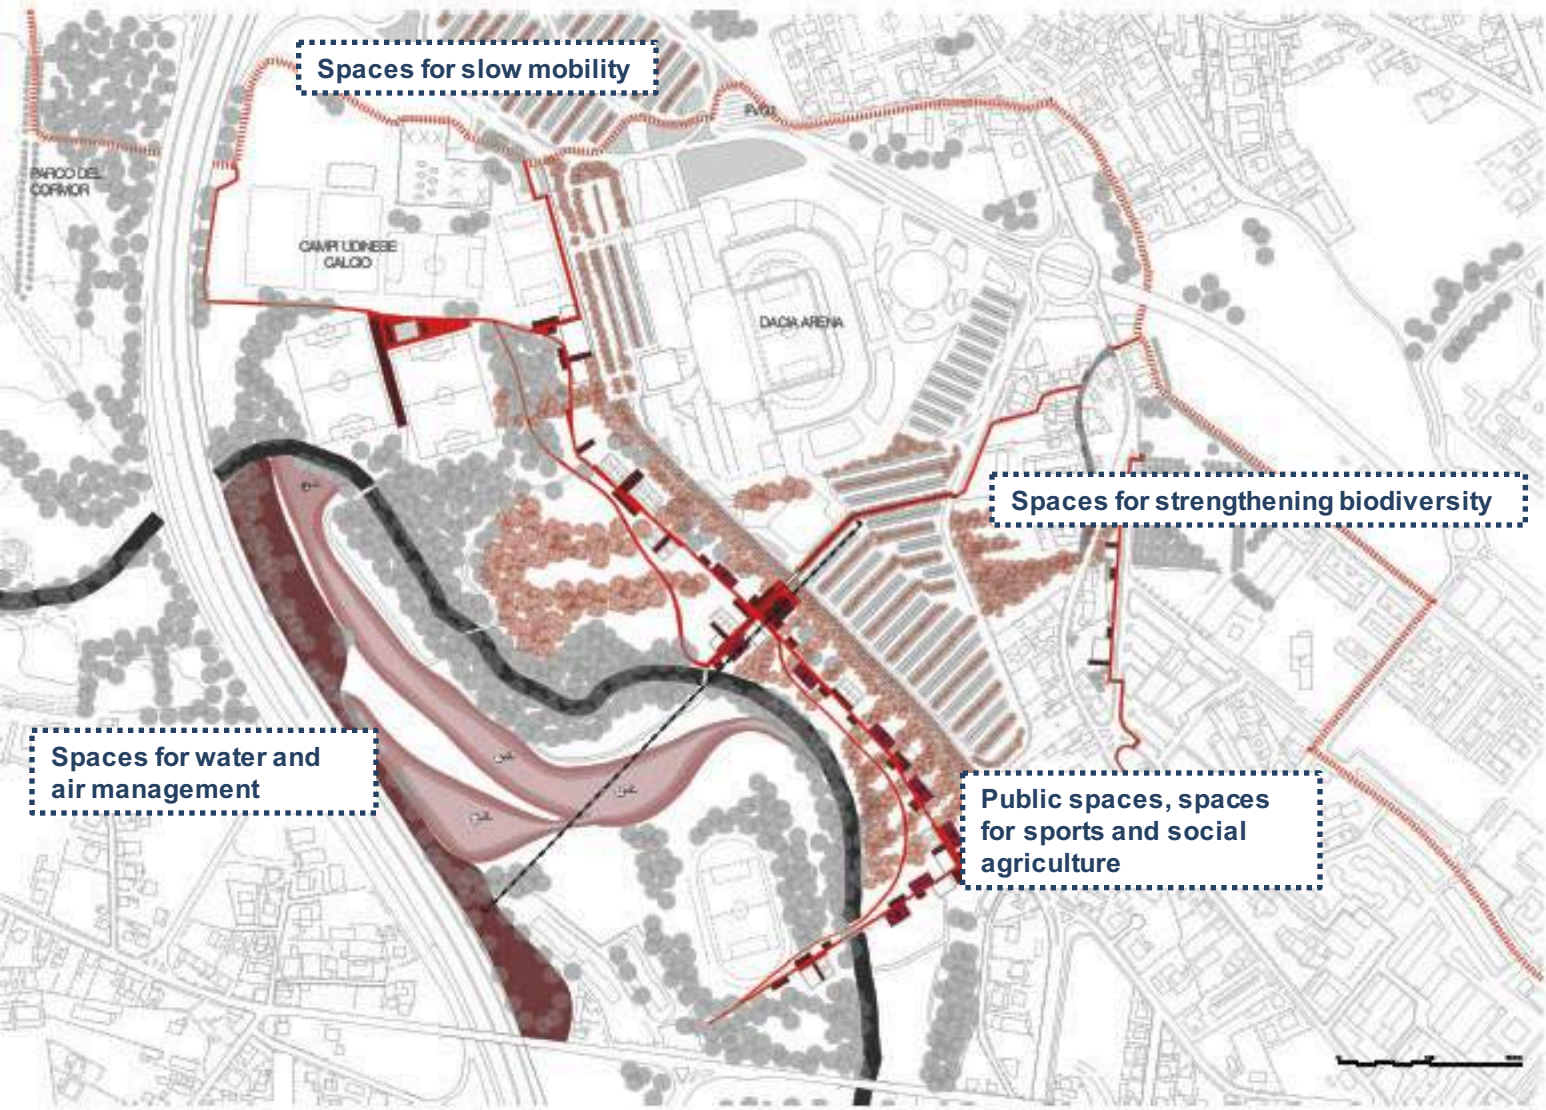 Spaces for slow mobility
PARCO DEL
CORMOR
CAMPI UDINESE
CALCIO
DACIA ARENA
Spaces for strengthening biodiversity
Spaces for water and
air management
Public spaces, spaces
for sports and social
agriculture